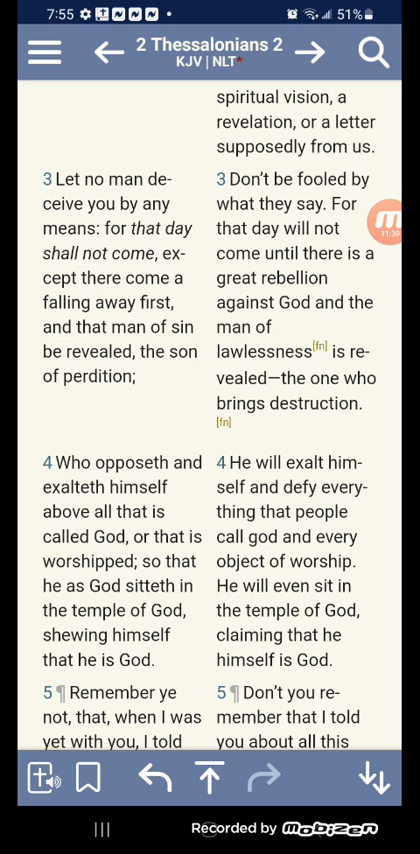 7:55 51%
2 Thessalonians 2
KJV | NLT*
spiritual vision, a
revelation, or a letter
supposedly from us.
3 Let no man de-
ceive you by any
means: for that day
shall not come, ex-
cept there come a
falling away first,
and that man of sin
be revealed, the son
of perdition;
3 Don’t be fooled by
what they say. For
that day will not
come until there is a
great rebellion
against God and the
man of
lawlessness[fn] is re-
vealed—the one who
brings destruction.
[fn]
11:39
4 Who opposeth and
exalteth himself
above all that is
called God, or that is
worshipped; so that
he as God sitteth in
the temple of God,
shewing himself
that he is God.
4 He will exalt him-
self and defy every-
thing that people
call god and every
object of worship.
He will even sit in
the temple of God,
claiming that he
himself is God.
5 ¶ Remember ye
not, that, when I was
yet with you, I told
5 ¶ Don’t you re-
member that I told
you about all this
Recorded by Mobizen